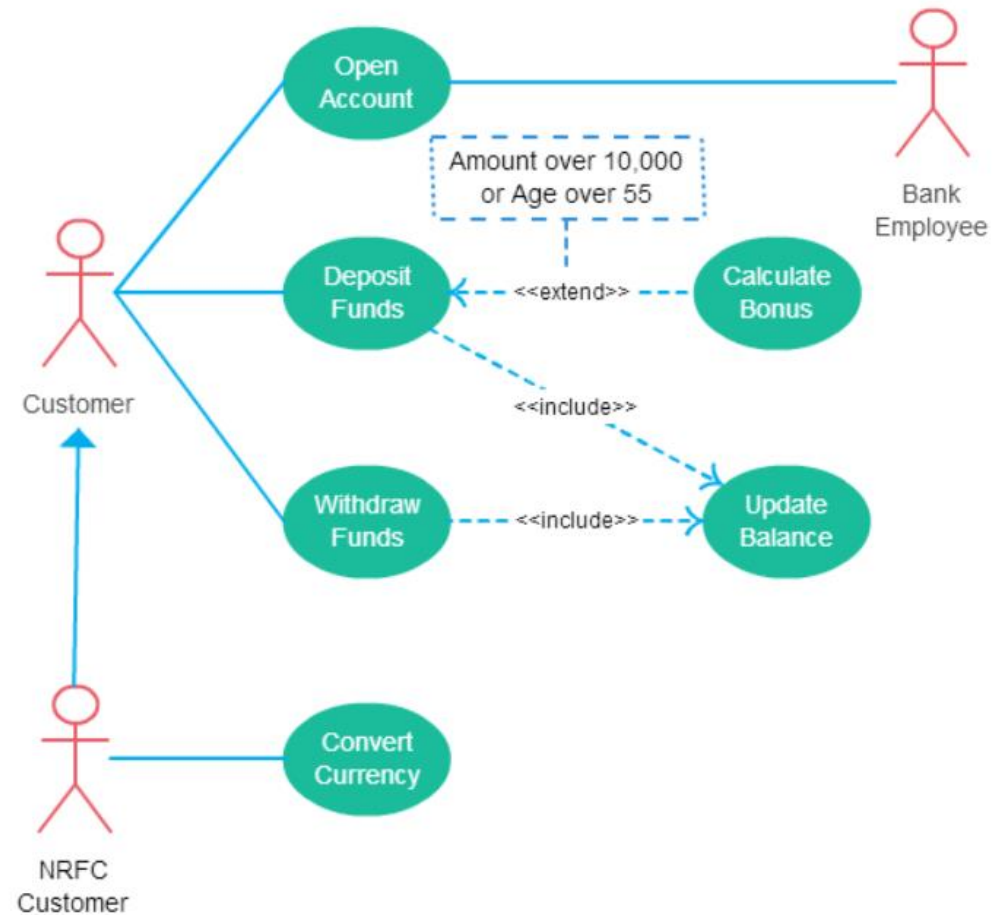 Open
Account
Amount over 10,000
or Age over 55
Bank
Employee
Deposit
Funds
<<extend>>
Calculate
Bonus
Customer
<<include>>
Withdraw
Funds
<<include>>
Update
Balance
Convert
Currency
NRFC
Customer